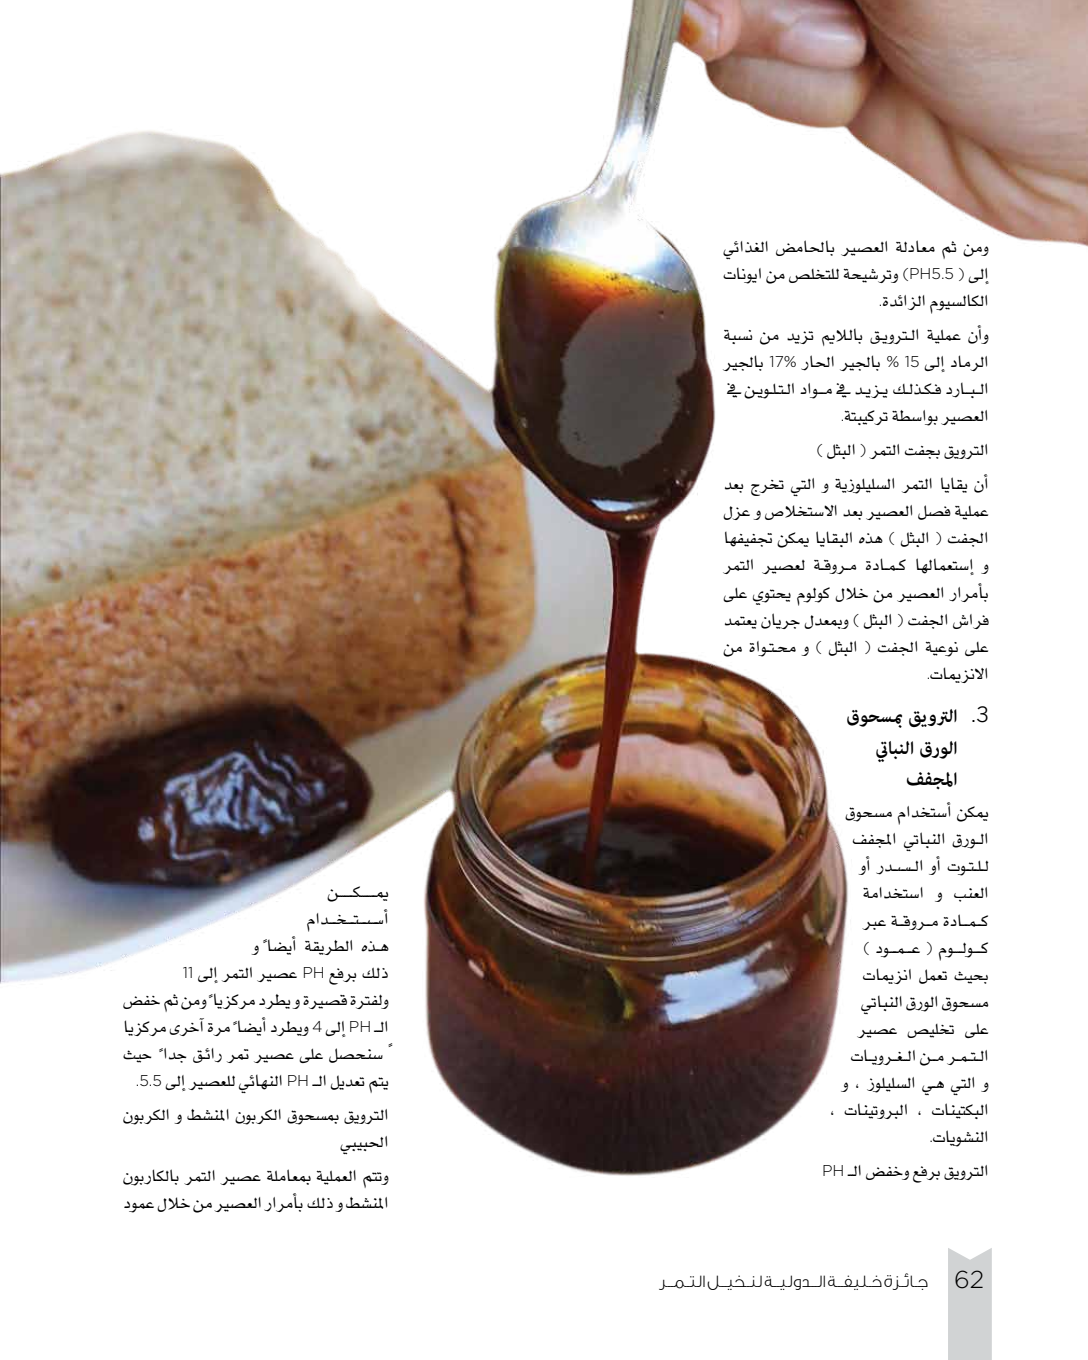 ومن ثم معادلة العصير بالحامض الغذائي
إلى ( PH5.5) وترشيحة للتخلص من ايونات
الكالسيوم الزائدة.
وأن عملية الترويق باللايم تزيد من نسبة
الرماد إلى 15 % بالجير الحار 17% بالجير
البارد فكذلك يزيد في مواد التلوين في
العصير بواسطة تركيبتة.
الترويق بجفت التمر ( البثل )
أن يقايا التمر السليلوزية و التي تخرج بعد
عملية فصل العصير بعد الاستخلاص و عزل
الجفت ( البثل ) هذه البقايا يمكن تجفيفها
و إستعمالها كمادة مروقة لعصير التمر
بأمرار العصير من خلال كولوم يحتوي على
فراش الجفت ( البثل ) وبمعدل جريان يعتمد
على نوعية الجفت ( البثل ) و محتواة من
الانزيمات.
3. الترويق بمسحوق
الورق النباتي
المجفف
يمكن أستخدام مسحوق
الورق النباتي المجفف
للتوت أو السدر أو
العنب و استخدامة
كمادة مروقة عبر
كولوم ( عمود )
بحيث تعمل انزيمات
مسحوق الورق النباتي
على تخليص عصير
التمر من الغرويات
و التي هي السليلوز ، و
البكتينات ، البروتينات ،
النشويات.
الترويق برفع وخفض الـ PH
يمكن
أستخدام
هذه الطريقة أيضاً و
ذلك برفع PH عصير التمر إلى 11
ولفترة قصيرة و يطرد مركزياً ومن ثم خفض
الـ PH إلى 4 ويطرد أيضاً مرة آخرى مركزيا
ً سنحصل على عصير تمر رائق جداً حيث
يتم تعديل الـ PH النهائي للعصير إلى 5.5.
الترويق بمسحوق الكربون المنشط و الكربون
الحبيبي
وتتم العملية بمعاملة عصير التمر بالكاربون
المنشط و ذلك بأمرار العصير من خلال عمود
62 جائزة خليفة الدولية لنخيل التمر